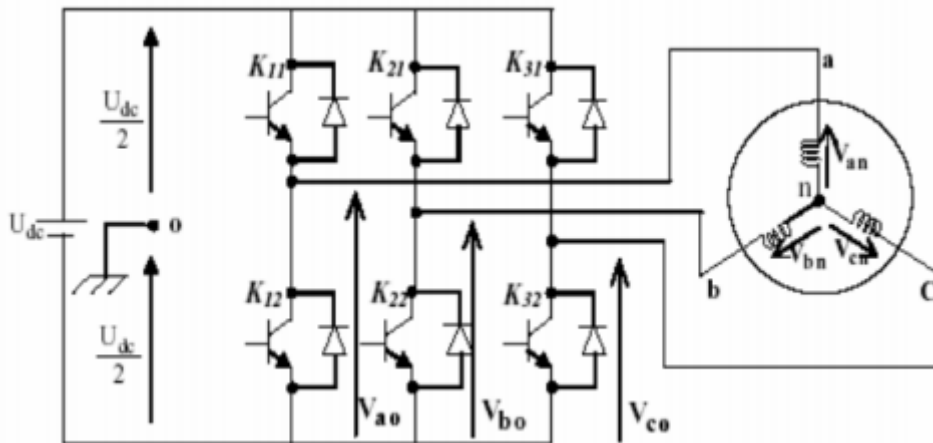 K11
K21
K31
a
Udc
2
Van
n
Udc
o
Vbn
Vcn
b
C
K12
K22
K32
Udc
2
Vao
Vbo
Vco